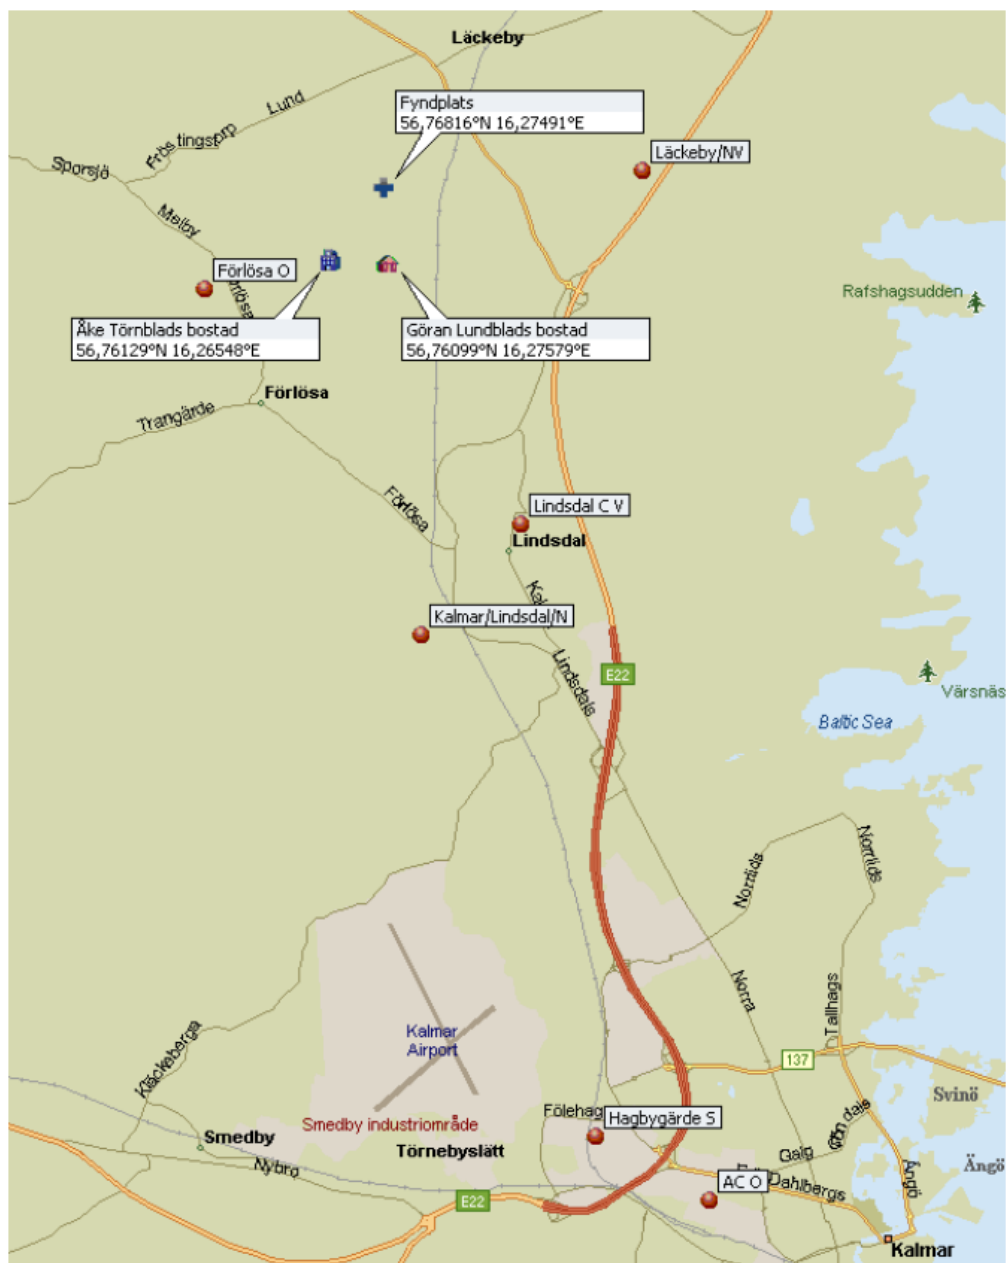 Läckeby
Fyndplats
56,76816°N 16,27491°E
Lund
Fröstingstorp
Läckeby/NV
Sporsjö
Melby
Förlösa O
Förlösa
Rafshagsudden
Åke Törnblads bostad
56,76129°N 16,26548°E
Göran Lundblads bostad
56,76099°N 16,27579°E
Förlösa
Trangärde
Förlösa
Lindsdal C V
Lindsdal
Kalmar/Lindsdal/N
Lindsdals
E22
Värsnäs
Baltic Sea
Norrlids
Norrlids
Norra
Tallhags
Kalmar
Airport
Kläckeberga
137
Svinö
Hagbygärde S
Smedby industriområde
Törnebyslätt
Smedby
Nybro
Galg
Ängö
Ängö
AC O
Dahlbergs
E22
Kalmar